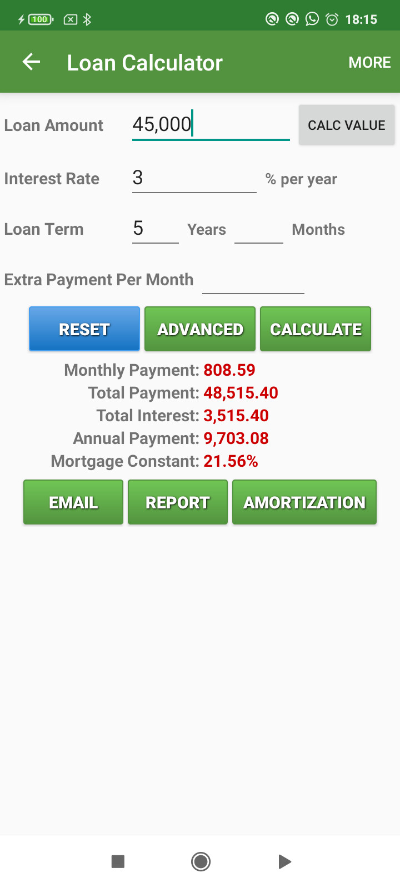 100 18:15
Loan Calculator MORE
Loan Amount 45,000 CALC VALUE
Interest Rate 3 % per year
Loan Term 5 Years Months
Extra Payment Per Month
RESET ADVANCED CALCULATE
Monthly Payment: 808.59
Total Payment: 48,515.40
Total Interest: 3,515.40
Annual Payment: 9,703.08
Mortgage Constant: 21.56%
EMAIL REPORT AMORTIZATION